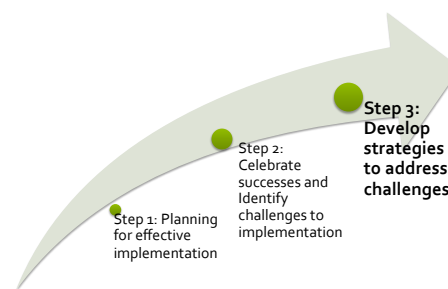 Step 1: Planning
for effective
implementation
Step 2:
Celebrate
successes and
Identify
challenges to
implementation
Step 3:
Develop
strategies
to address
challenges